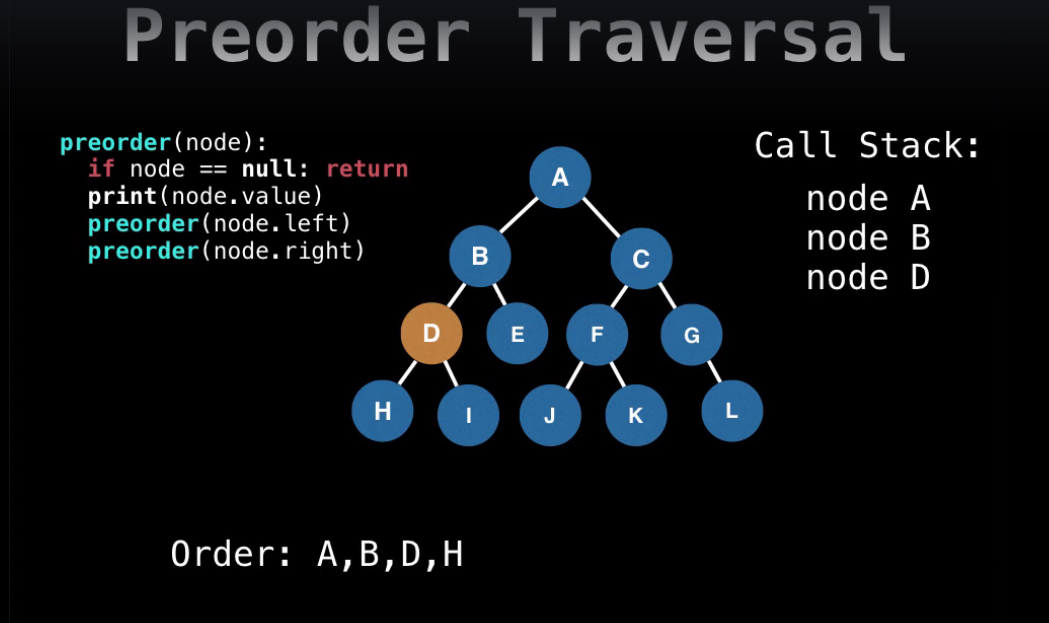 Preorder Traversal
preorder(node):
if node == null: return
print(node.value)
preorder(node.left)
preorder(node.right)
Call Stack:
node A
node B
node D
A
B
C
D
E
F
G
H
I
J
K
L
Order: A,B,D,H